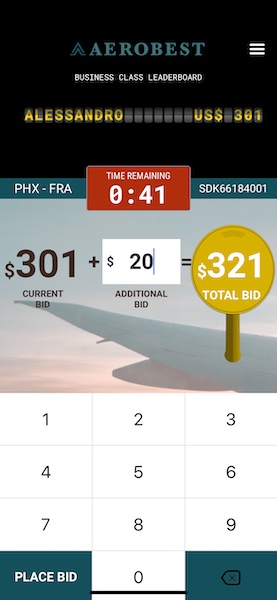 AEROBEST
BUSINESS CLASS LEADERBOARD
ALESSANDRO US$ 301
PHX - FRA
TIME REMAINING
0:41
SDK66184001
$301 + $ 20 = $321
CURRENT BID
ADDITIONAL BID
TOTAL BID
1 2 3
4 5 6
7 8 9
PLACE BID 0